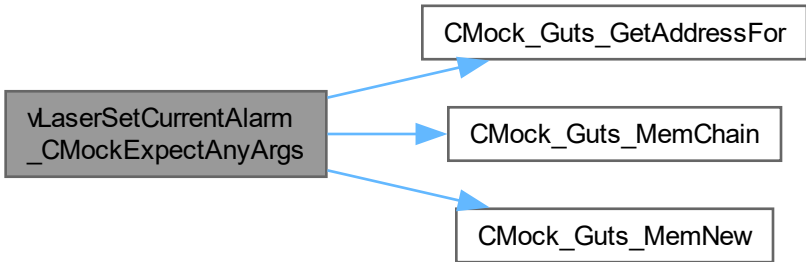 vLaserSetCurrentAlarm
_CMockExpectAnyArgs
CMock_Guts_GetAddressFor
CMock_Guts_MemChain
CMock_Guts_MemNew